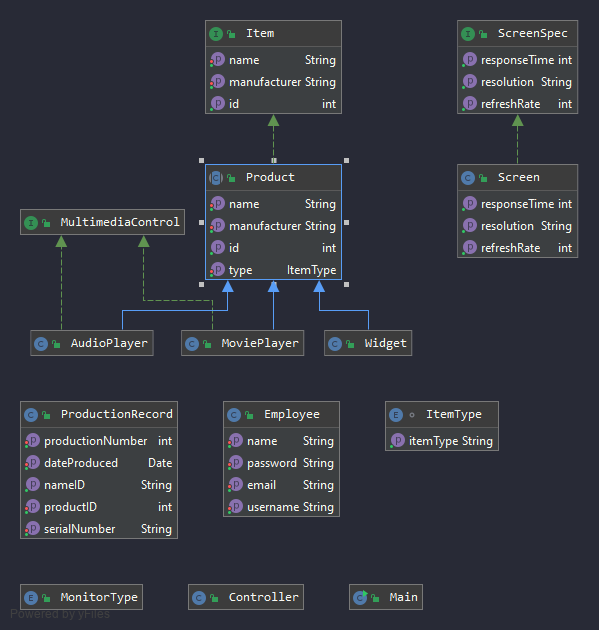 Item
name String
manufacturer String
id int
ScreenSpec
responseTime int
resolution String
refreshRate int
Product
name String
manufacturer String
id int
type ItemType
Screen
responseTime int
resolution String
refreshRate int
MultimediaControl
AudioPlayer
MoviePlayer
Widget
ProductionRecord
productionNumber int
dateProduced Date
nameID String
productID int
serialNumber String
Employee
name String
password String
email String
username String
ItemType
itemType String
MonitorType
Controller
Main
Powered by yFiles